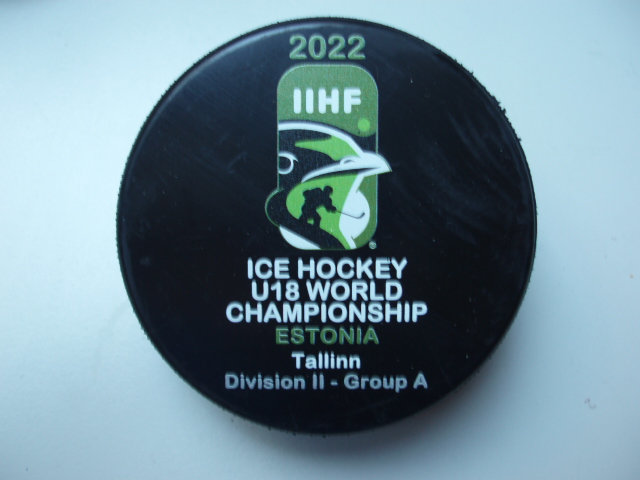 2022
IIHF
®
ICE HOCKEY
U18 WORLD
CHAMPIONSHIP
ESTONIA
Tallinn
Division II - Group A